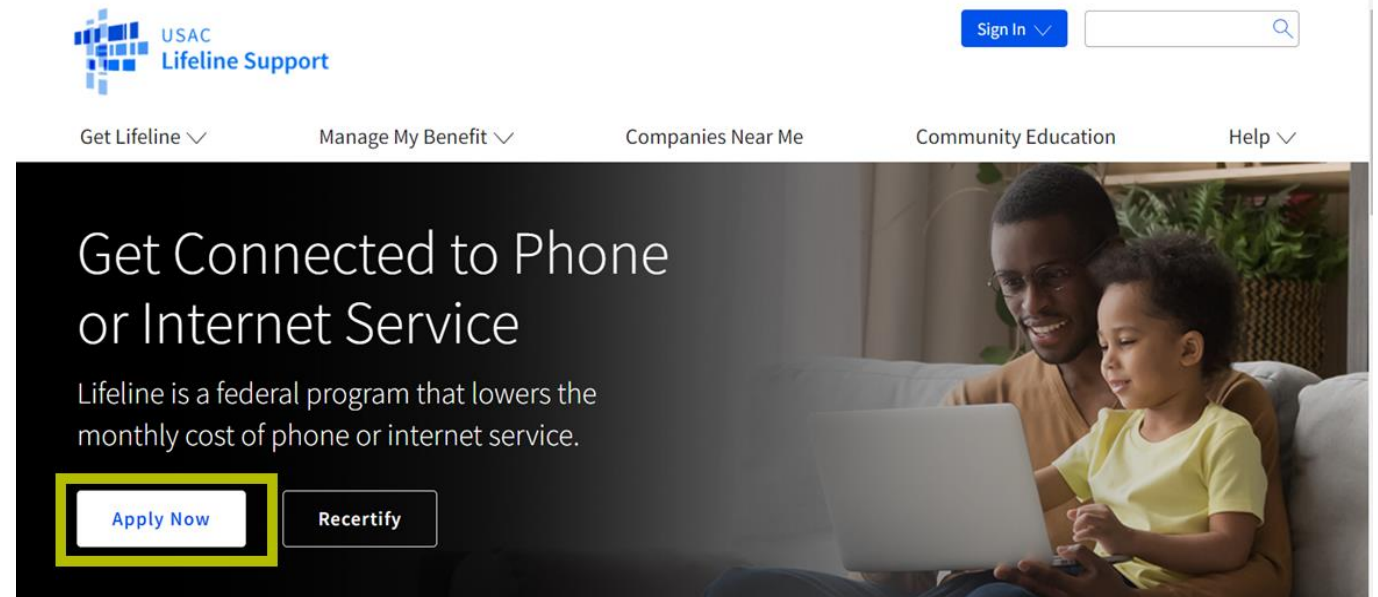 USAC
Lifeline Support
Sign In
Get Lifeline
Manage My Benefit
Companies Near Me
Community Education
Help
Get Connected to Phone
or Internet Service
Lifeline is a federal program that lowers the
monthly cost of phone or internet service.
Apply Now
Recertify